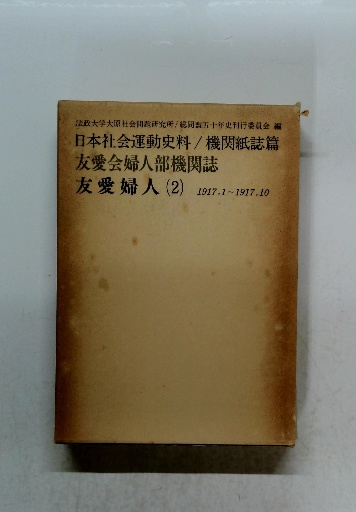 法政大学大原社会問題研究所/総同盟五十年史刊行委員会 編
日本社会運動史料/機関紙誌篇
友愛会婦人部機関誌
友愛婦人(2) 1917.1~1917.10